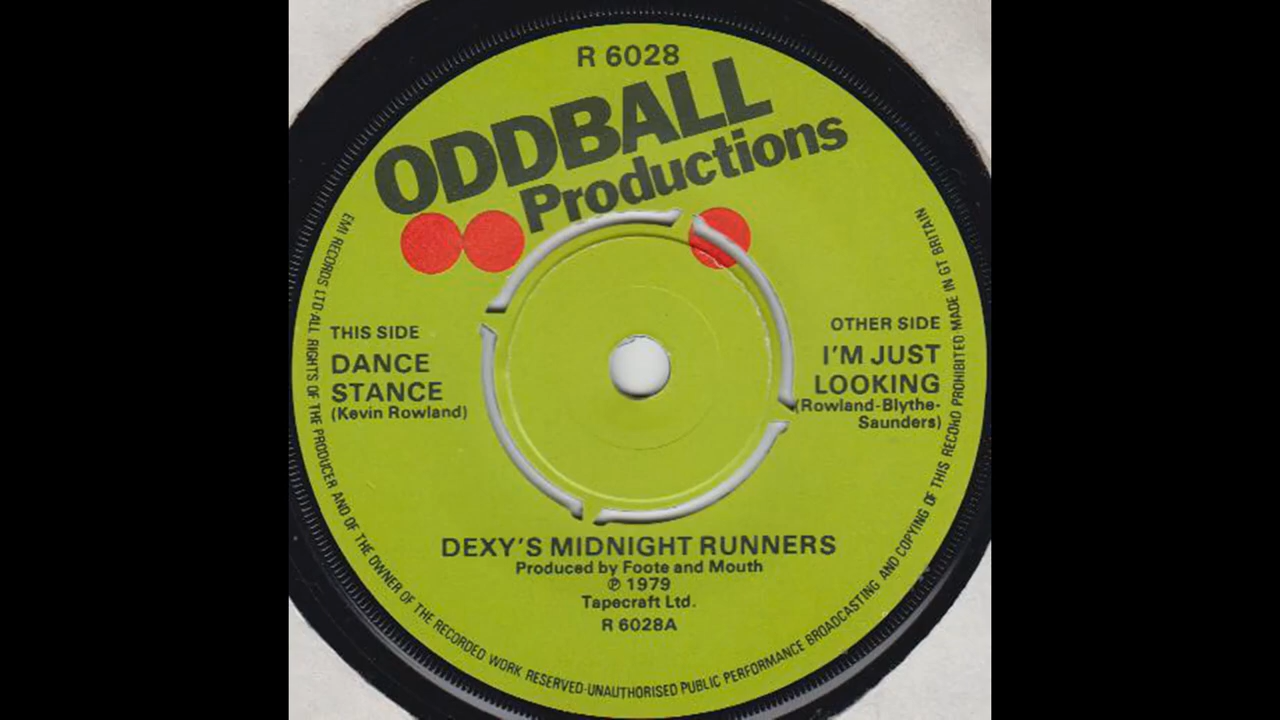 R 6028
ODDBALL
Productions
THIS SIDE
DANCE
STANCE
(Kevin Rowland)
OTHER SIDE
I'M JUST
LOOKING
(Rowland-Blythe-
Saunders)
DEXY'S MIDNIGHT RUNNERS
Produced by Foote and Mouth
℗ 1979
Tapecraft Ltd.
R 6028A
EMI RECORDS LTD·ALL RIGHTS OF THE PRODUCER AND OF THE OWNER OF THE RECORDED WORK RESERVED·UNAUTHORISED PUBLIC PERFORMANCE BROADCASTING AND COPYING OF THIS RECORD PROHIBITED·MADE IN GT BRITAIN